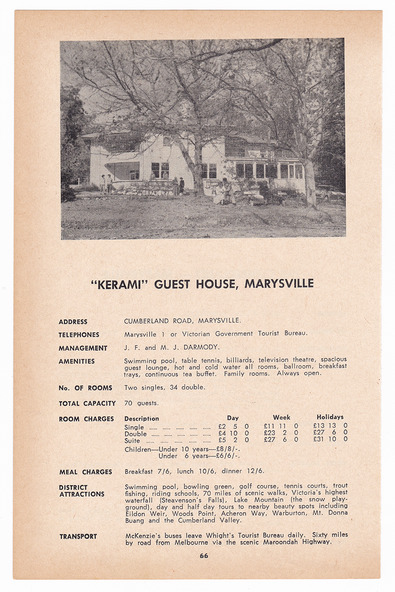 "KERAMI" GUEST HOUSE, MARYSVILLE
ADDRESS CUMBERLAND ROAD, MARYSVILLE.
TELEPHONES Marysville 1 or Victorian Government Tourist Bureau.
MANAGEMENT J. F. and M. J. DARMODY.
AMENITIES Swimming pool, table tennis, billiards, television theatre, spacious
guest lounge, hot and cold water all rooms, ballroom, breakfast
trays, continuous tea buffet. Family rooms. Always open.
No. OF ROOMS Two singles, 34 double.
TOTAL CAPACITY 70 guests.
ROOM CHARGES Description Day Week Holidays
Single £2 5 0 £11 11 0 £13 13 0
Double £4 10 0 £23 2 0 £27 6 0
Suite £5 2 0 £27 6 0 £31 10 0
Children—Under 10 years—£8/8/-.
Under 6 years—£6/6/-.
MEAL CHARGES Breakfast 7/6, lunch 10/6, dinner 12/6.
DISTRICT ATTRACTIONS Swimming pool, bowling green, golf course, tennis courts, trout
fishing, riding schools, 70 miles of scenic walks, Victoria's highest
waterfall (Steavenson's Falls), Lake Mountain (the snow play-
ground), day and half day tours to nearby beauty spots including
Eildon Weir, Woods Point, Acheron Way, Warburton, Mt. Donna
Buang and the Cumberland Valley.
TRANSPORT McKenzie's buses leave Whight's Tourist Bureau daily. Sixty miles
by road from Melbourne via the scenic Maroondah Highway.
66